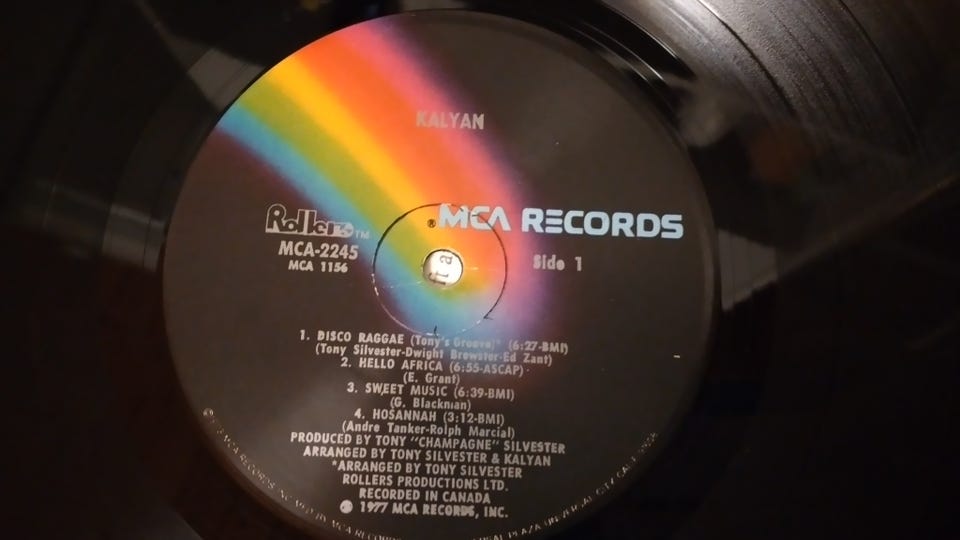 KALYAN
Rollers TM
® MCA RECORDS
MCA-2245
MCA 1156
Side 1
1. DISCO RAGGAE (Tony's Groove)* (6:27-BMI)
(Tony Silvester-Dwight Brewster-Ed Zant)
2. HELLO AFRICA (6:55-ASCAP)
(E. Grant)
3. SWEET MUSIC (6:39-BMI)
(G. Blackman)
4. HOSANNAH (3:12-BMI)
(Andre Tanker-Rolph Marcial)
PRODUCED BY TONY "CHAMPAGNE" SILVESTER
ARRANGED BY TONY SILVESTER & KALYAN
*ARRANGED BY TONY SILVESTER
ROLLERS PRODUCTIONS LTD.
RECORDED IN CANADA
℗ 1977 MCA RECORDS, INC.
MCA RECORDS